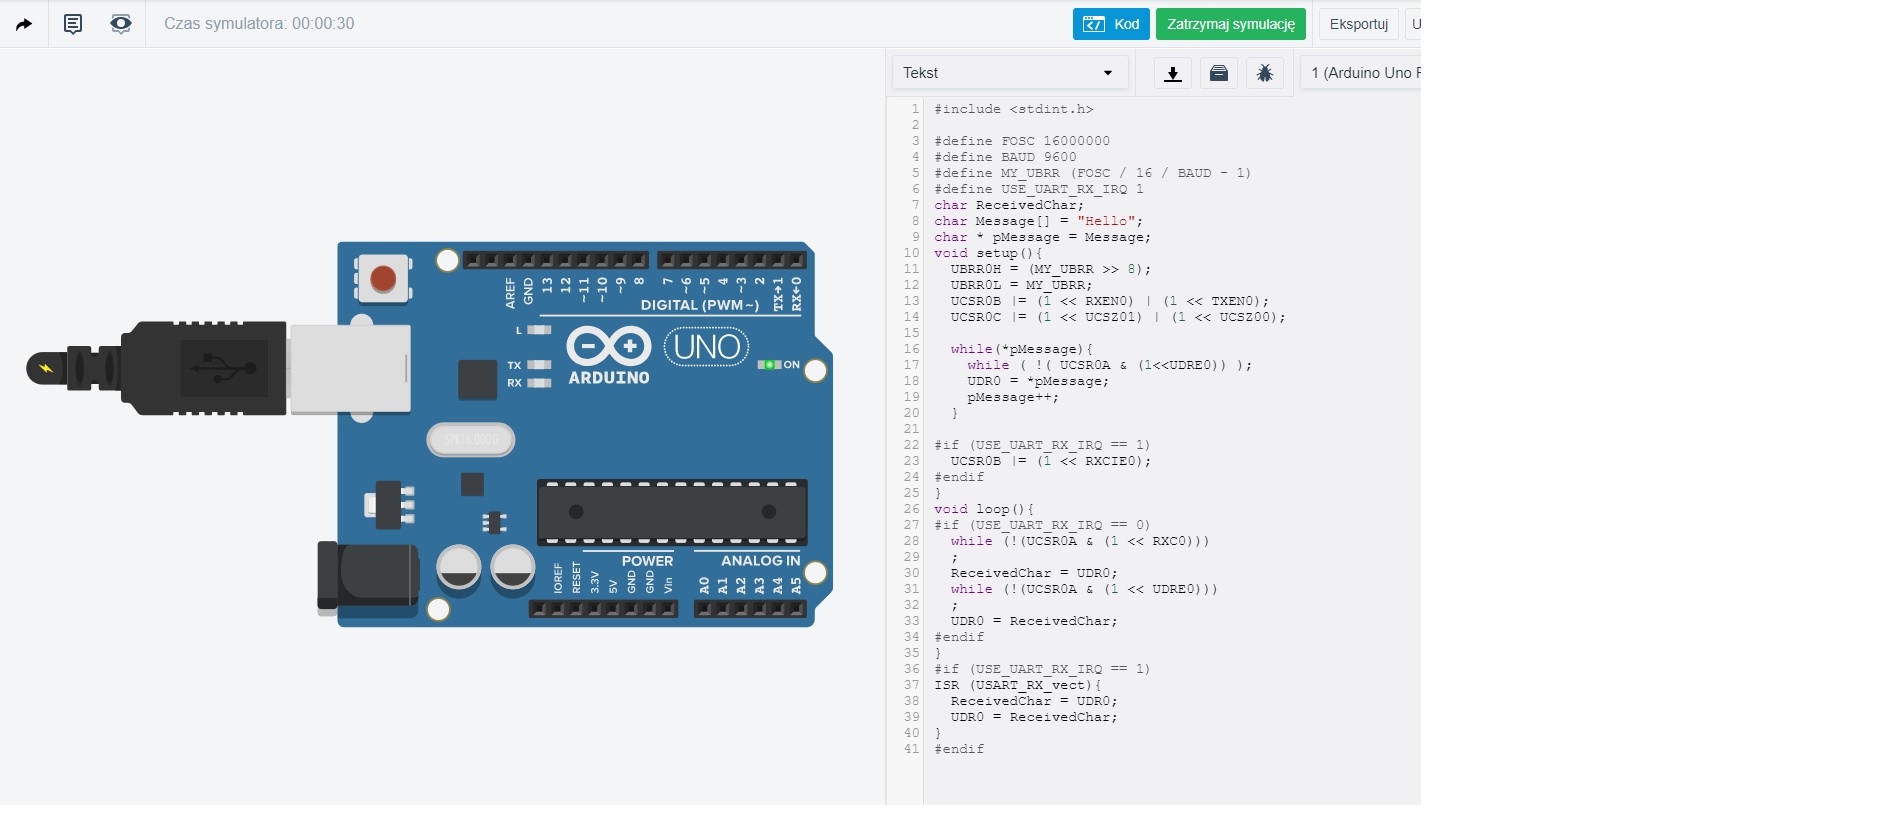 Czas symulatora: 00:00:30
Kod
Zatrzymaj symulację
Eksportuj
U
Tekst
1 (Arduino Uno R
1 #include <stdint.h>
2
3 #define FOSC 16000000
4 #define BAUD 9600
5 #define MY_UBRR (FOSC / 16 / BAUD - 1)
6 #define USE_UART_RX_IRQ 1
7 char ReceivedChar;
8 char Message[] = "Hello";
9 char * pMessage = Message;
10 void setup(){
11 UBRR0H = (MY_UBRR >> 8);
12 UBRR0L = MY_UBRR;
13 UCSR0B |= (1 << RXEN0) | (1 << TXEN0);
14 UCSR0C |= (1 << UCSZ01) | (1 << UCSZ00);
15
16 while(*pMessage){
17 while ( !( UCSR0A & (1<<UDRE0)) );
18 UDR0 = *pMessage;
19 pMessage++;
20 }
21
22 #if (USE_UART_RX_IRQ == 1)
23 UCSR0B |= (1 << RXCIE0);
24 #endif
25 }
26 void loop(){
27 #if (USE_UART_RX_IRQ == 0)
28 while (!(UCSR0A & (1 << RXC0)))
29 ;
30 ReceivedChar = UDR0;
31 while (!(UCSR0A & (1 << UDRE0)))
32 ;
33 UDR0 = ReceivedChar;
34 #endif
35 }
36 #if (USE_UART_RX_IRQ == 1)
37 ISR (USART_RX_vect){
38 ReceivedChar = UDR0;
39 UDR0 = ReceivedChar;
40 }
41 #endif
AREF
GND
13
12
~11
~10
~9
8
7
~6
~5
4
~3
2
TX→1
RX←0
DIGITAL (PWM~)
L
TX
RX
ARDUINO
UNO
ON
SPK16.000G
POWER
ANALOG IN
IOREF
RESET
3.3V
5V
GND
GND
Vin
A0
A1
A2
A3
A4
A5